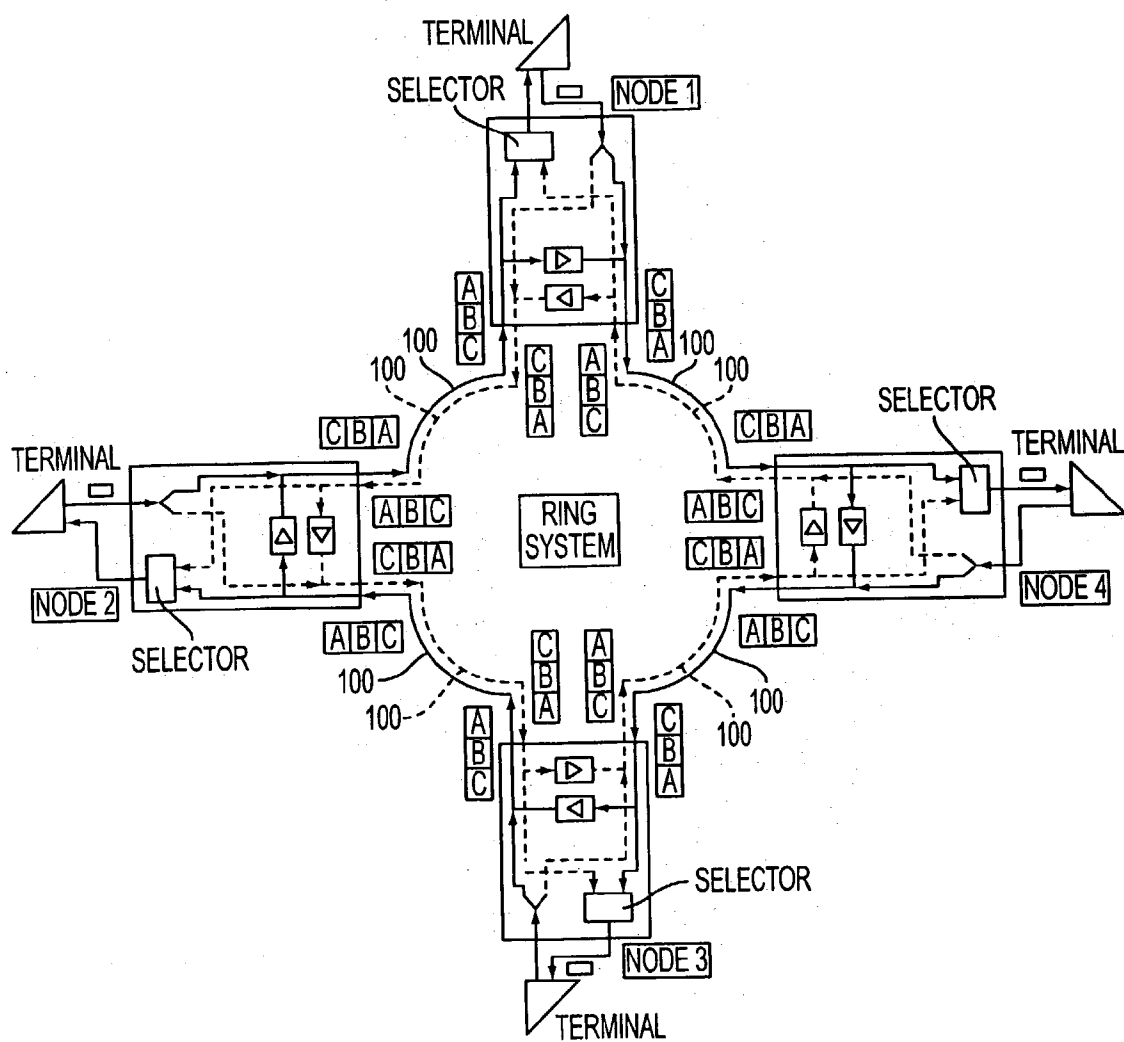 TERMINAL
SELECTOR
NODE 1
A
B
C
C
B
A
100
100
C
B
A
A
B
C
100
100
C B A
C B A
SELECTOR
TERMINAL
TERMINAL
A B C
A B C
RING
SYSTEM
C B A
C B A
NODE 2
NODE 4
A B C
A B C
SELECTOR
100
100
C
B
A
A
B
C
100
100
A
B
C
C
B
A
SELECTOR
NODE 3
TERMINAL